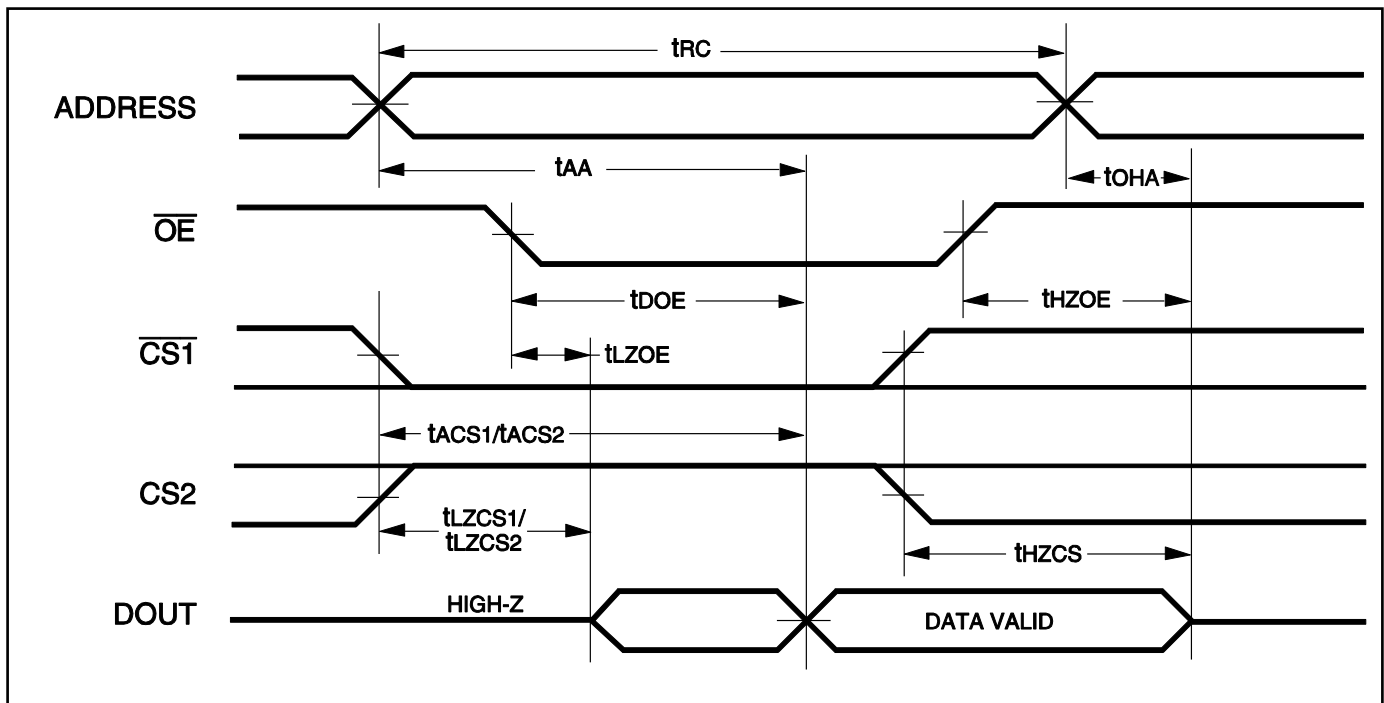 tRC
ADDRESS
tAA
tOHA
OE
tDOE
tHZOE
CS1
tLZOE
tACS1/tACS2
CS2
tLZCS1/
tLZCS2
tHZCS
HIGH-Z
DOUT
DATA VALID